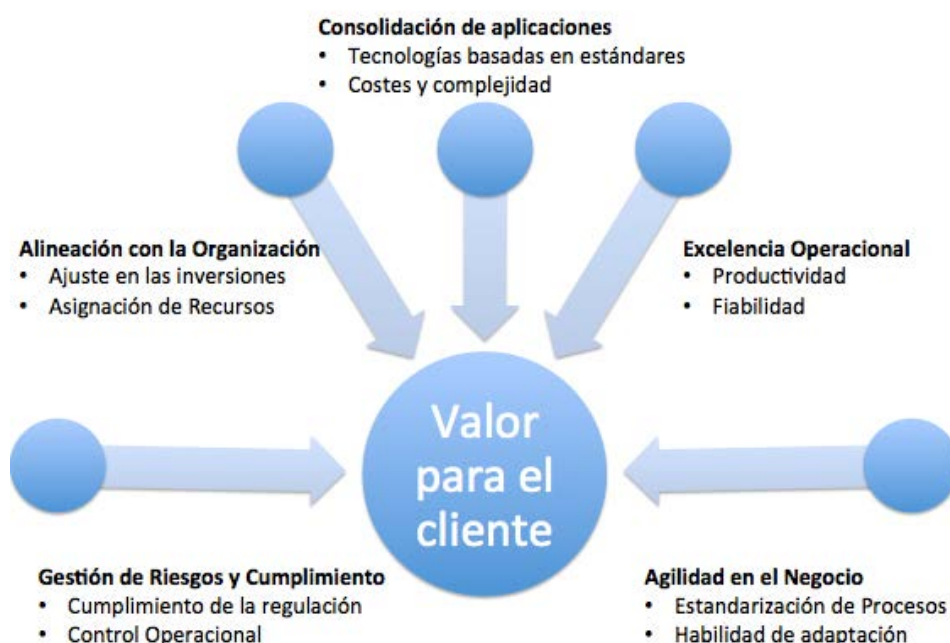 Consolidación de aplicaciones
• Tecnologías basadas en estándares
• Costes y complejidad
Alineación con la Organización
• Ajuste en las inversiones
• Asignación de Recursos
Excelencia Operacional
• Productividad
• Fiabilidad
Valor
para el
cliente
Gestión de Riesgos y Cumplimiento
• Cumplimiento de la regulación
• Control Operacional
Agilidad en el Negocio
• Estandarización de Procesos
• Habilidad de adaptación